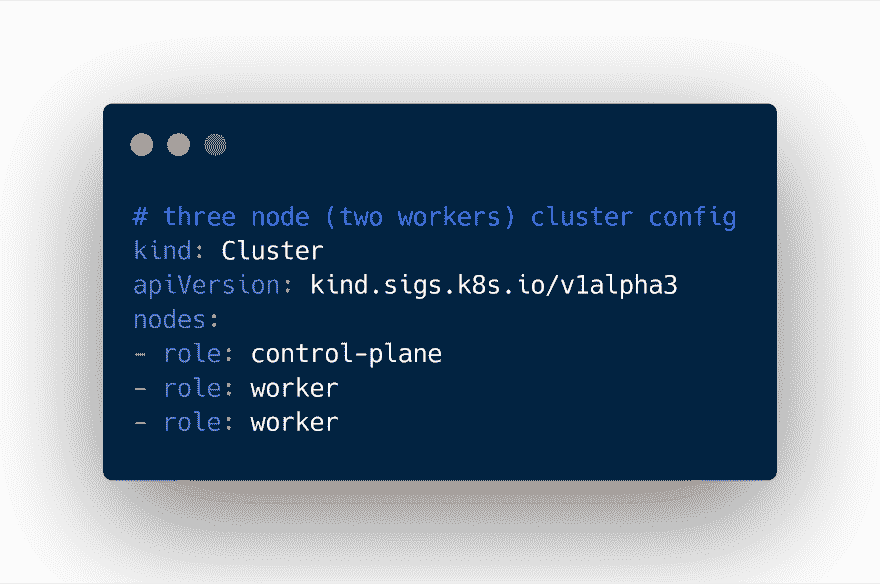 # three node (two workers) cluster config
kind: Cluster
apiVersion: kind.sigs.k8s.io/v1alpha3
nodes:
- role: control-plane
- role: worker
- role: worker